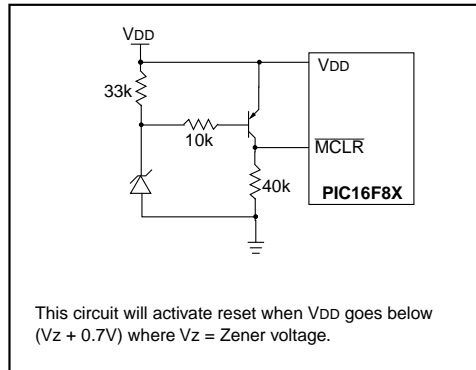 VDD
VDD
33k
10k
MCLR
40k
PIC16F8X
This circuit will activate reset when VDD goes below
(Vz + 0.7V) where Vz = Zener voltage.